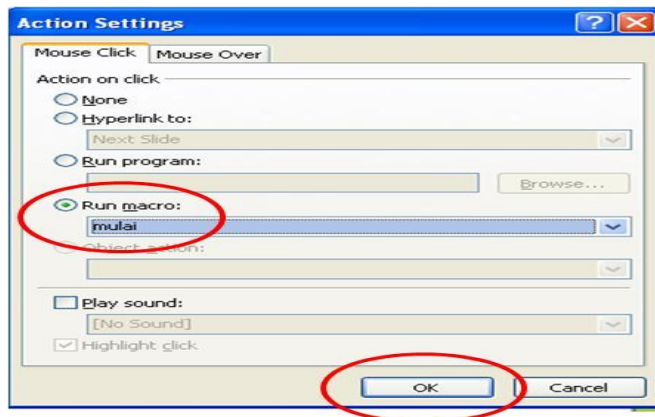 Action Settings
Mouse Click Mouse Over
Action on click
None
Hyperlink to:
Next Slide
Run program:
Browse...
Run macro:
mulai
Object action:
Play sound:
[No Sound]
Highlight click
OK Cancel